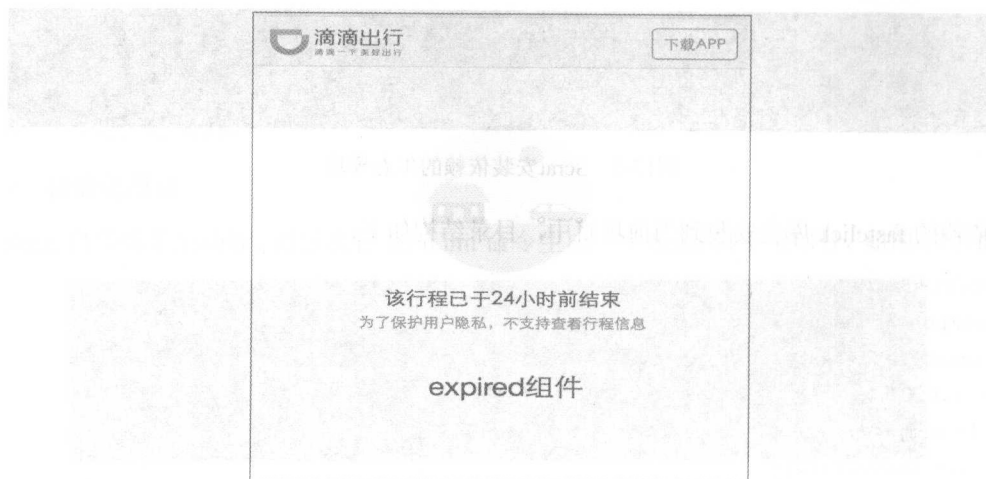 滴滴出行
滴滴一下 美好出行
下载APP
该行程已于24小时前结束
为了保护用户隐私，不支持查看行程信息
expired组件